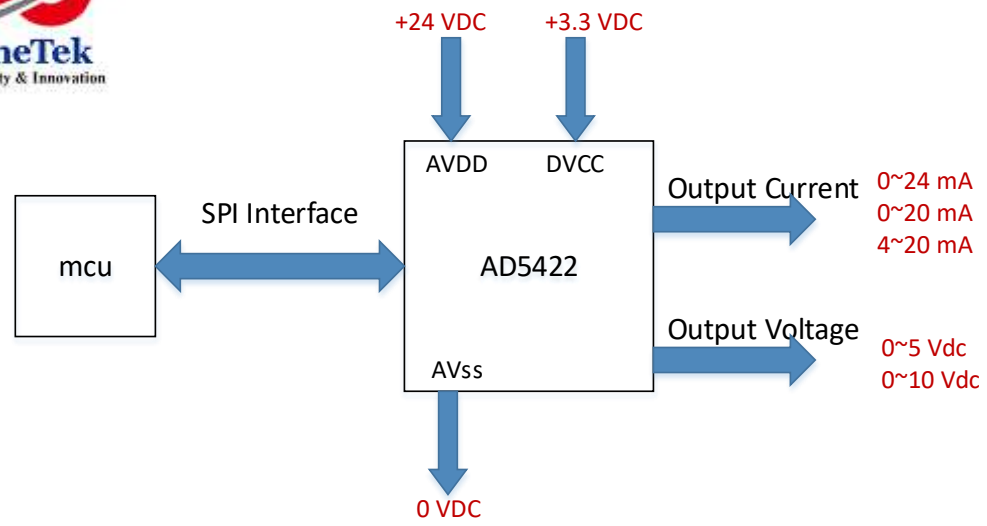 +24 VDC
+3.3 VDC
& Innovation
AVDD
DVCC
Output Current
0~24 mA
0~20 mA
4~20 mA
SPI Interface
mcu
AD5422
Output Voltage
0~5 Vdc
0~10 Vdc
AVss
0 VDC